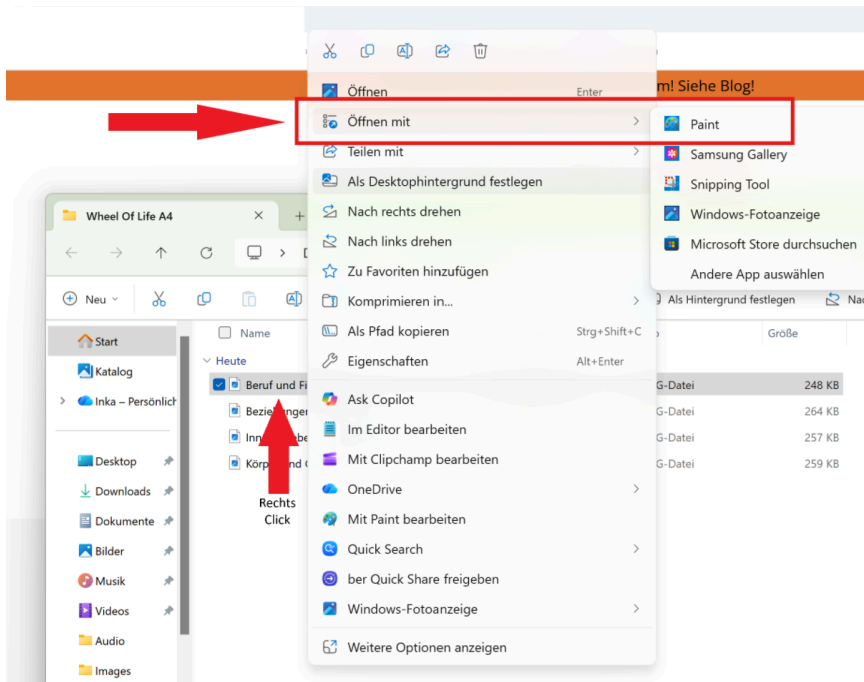 m! Siehe Blog!
Öffnen Enter
Öffnen mit
Teilen mit
Als Desktophintergrund festlegen
Nach rechts drehen
Nach links drehen
Zu Favoriten hinzufügen
Komprimieren in...
Als Pfad kopieren Strg+Shift+C
Eigenschaften Alt+Enter
Ask Copilot
Im Editor bearbeiten
Mit Clipchamp bearbeiten
OneDrive
Mit Paint bearbeiten
Quick Search
ber Quick Share freigeben
Windows-Fotoanzeige
Weitere Optionen anzeigen
Paint
Samsung Gallery
Snipping Tool
Windows-Fotoanzeige
Microsoft Store durchsuchen
Andere App auswählen
Wheel Of Life A4
Neu
Als Hintergrund festlegen
Start
Katalog
Inka – Persönlich
Desktop
Downloads
Dokumente
Bilder
Musik
Videos
Audio
Images
Name Größe
Heute
Beruf und Fi G-Datei 248 KB
G-Datei 264 KB
G-Datei 257 KB
G-Datei 259 KB
Rechts
Click